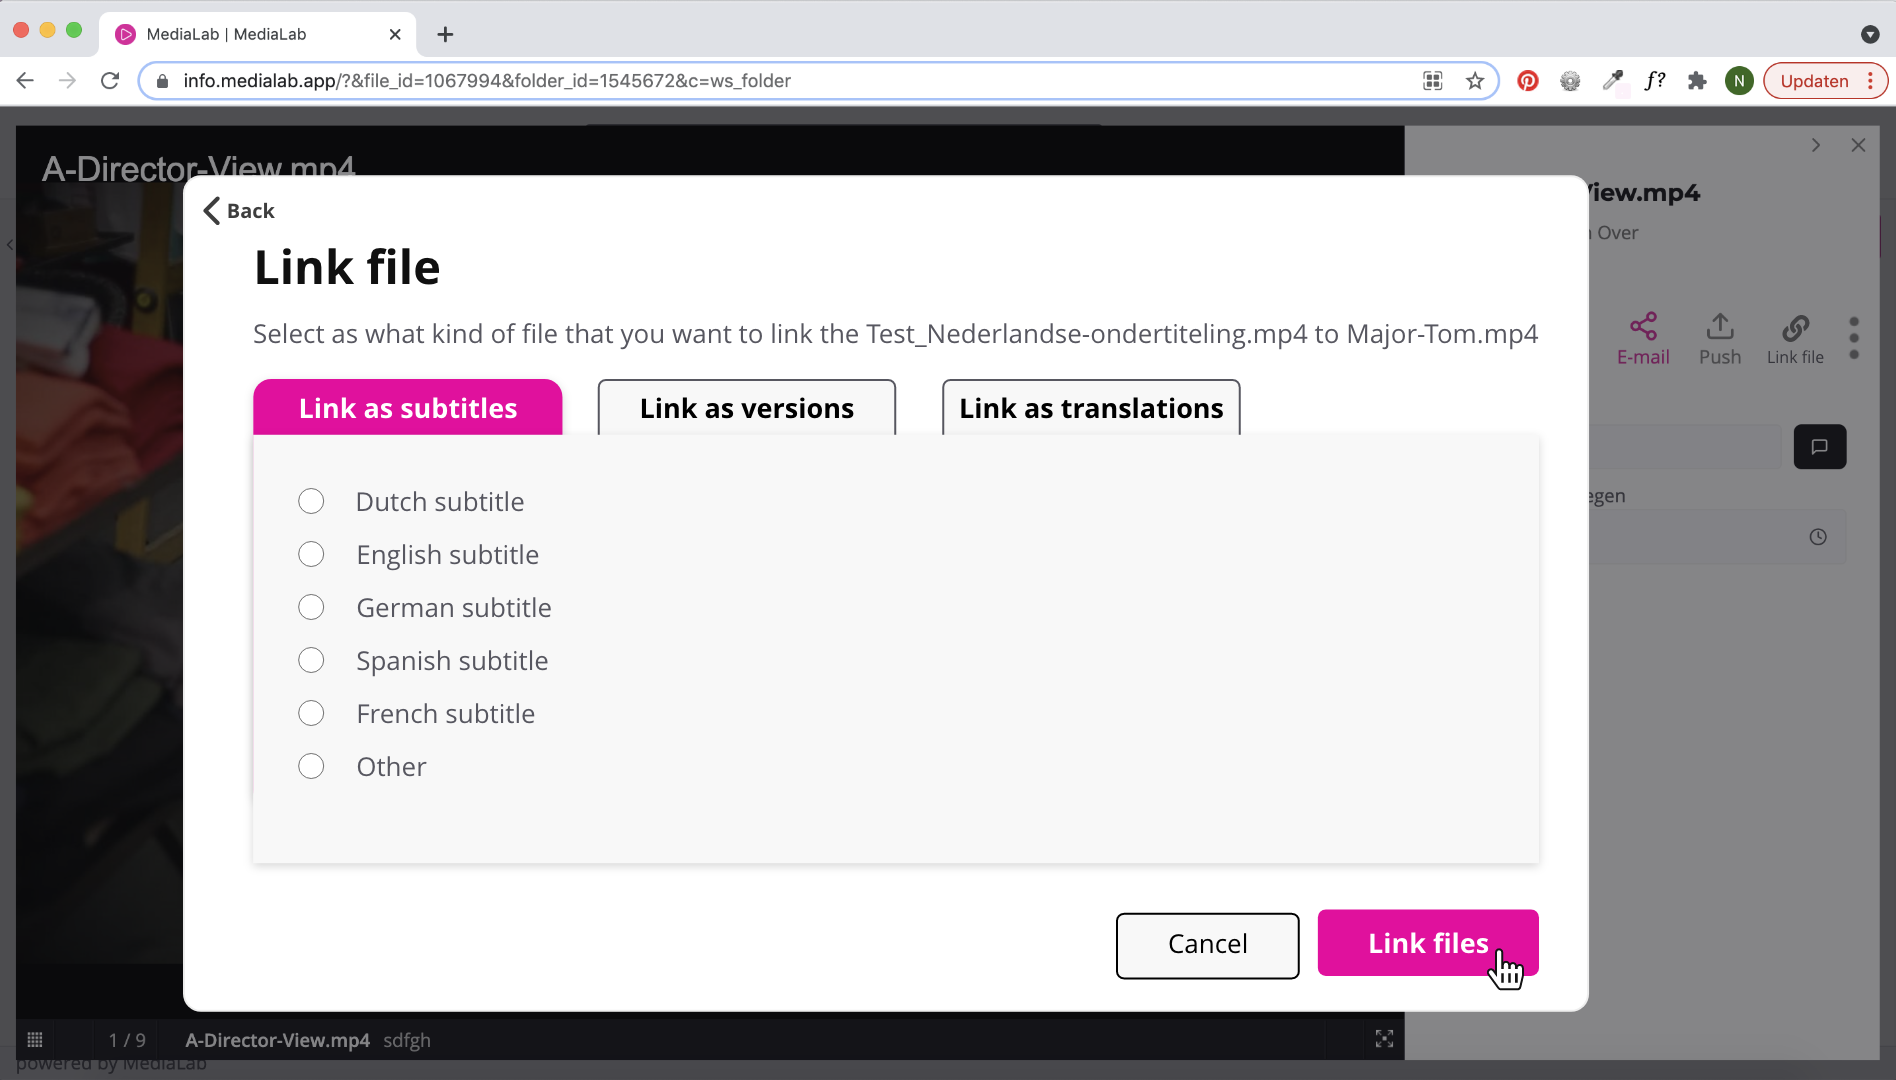 MediaLab | MediaLab
info.medialab.app/?&file_id=1067994&folder_id=1545672&c=ws_folder
f?
N
Updaten
A-Director-View.mp4
View.mp4
Over
Back
Link file
Select as what kind of file that you want to link the Test_Nederlandse-ondertiteling.mp4 to Major-Tom.mp4
E-mail
Push
Link file
Link as subtitles
Link as versions
Link as translations
egen
Dutch subtitle
English subtitle
German subtitle
Spanish subtitle
French subtitle
Other
Cancel
Link files
1 / 9
A-Director-View.mp4 sdfgh
powered by MediaLab